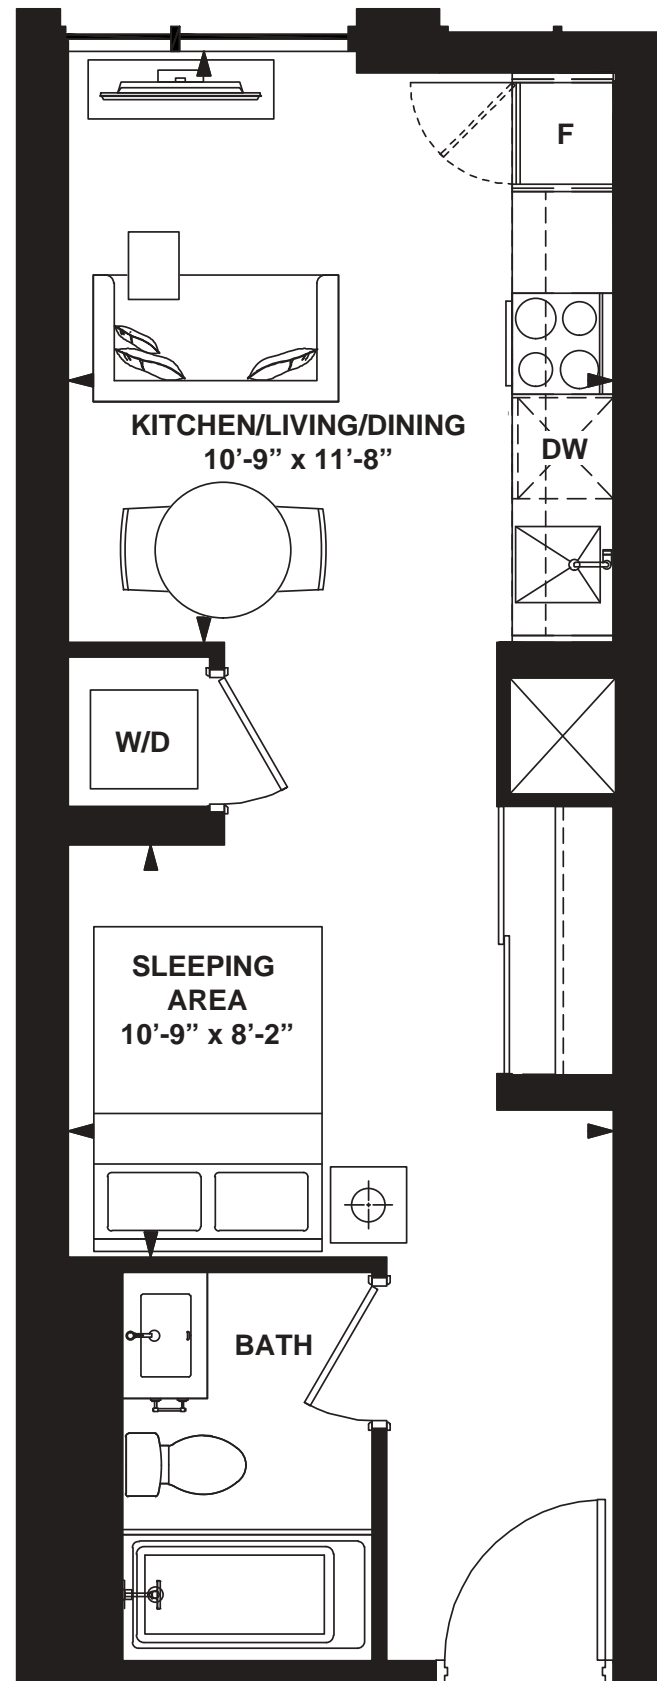 F
KITCHEN/LIVING/DINING
10’-9” x 11’-8”
DW
W/D
SLEEPING
AREA
10’-9” x 8’-2”
BATH